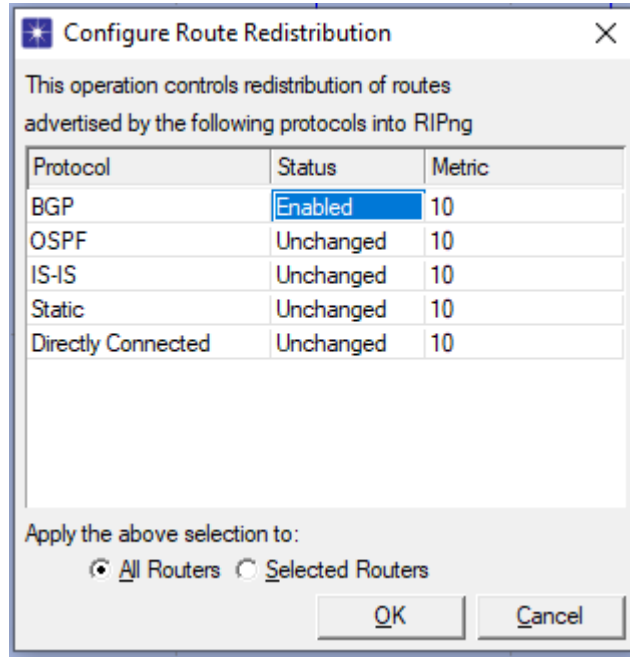 Configure Route Redistribution
This operation controls redistribution of routes
advertised by the following protocols into RIPng
Protocol Status Metric
BGP Enabled 10
OSPF Unchanged 10
IS-IS Unchanged 10
Static Unchanged 10
Directly Connected Unchanged 10
Apply the above selection to:
All Routers Selected Routers
OK Cancel